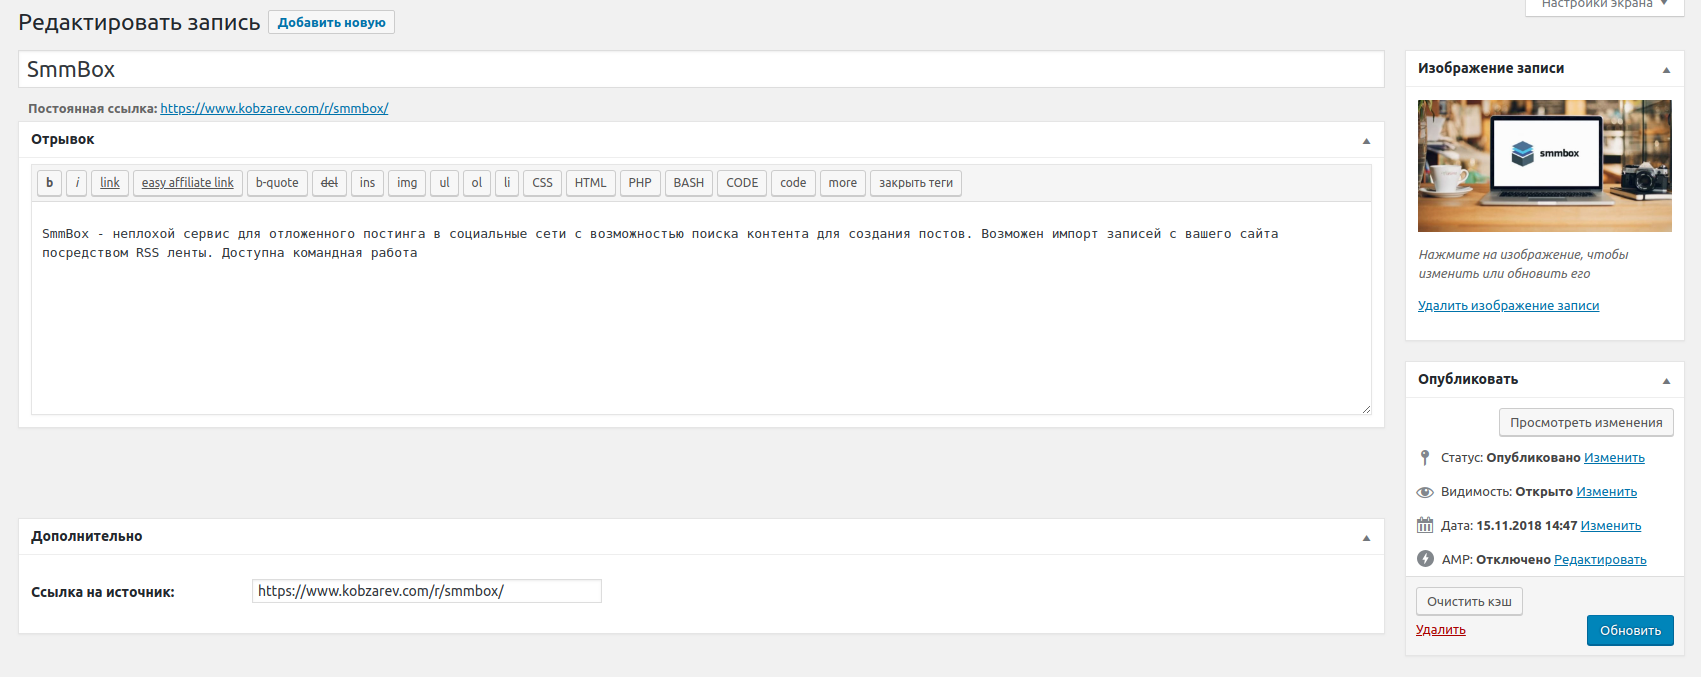 Редактировать запись
Добавить новую
Настройки экрана
SmmBox
Постоянная ссылка: https://www.kobzarev.com/r/smmbox/
Отрывок
b i link easy affiliate link b-quote del ins img ul ol li CSS HTML PHP BASH CODE code more закрыть теги
SmmBox - неплохой сервис для отложенного постинга в социальные сети с возможностью поиска контента для создания постов. Возможен импорт записей с вашего сайта
посредством RSS ленты. Доступна командная работа
Дополнительно
Ссылка на источник: https://www.kobzarev.com/r/smmbox/
Изображение записи
smmbox
Нажмите на изображение, чтобы
изменить или обновить его
Удалить изображение записи
Опубликовать
Просмотреть изменения
Статус: Опубликовано Изменить
Видимость: Открыто Изменить
Дата: 15.11.2018 14:47 Изменить
AMP: Отключено Редактировать
Очистить кэш
Удалить
Обновить